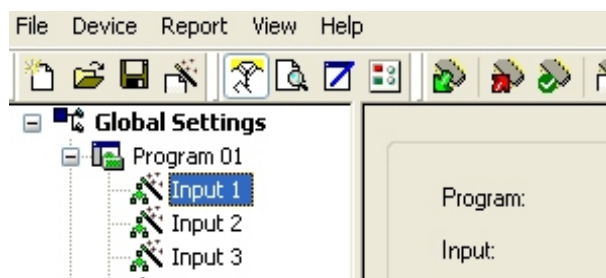 File Device Report View Help
Global Settings
Program 01
Input 1
Input 2
Input 3
Program:
Input: